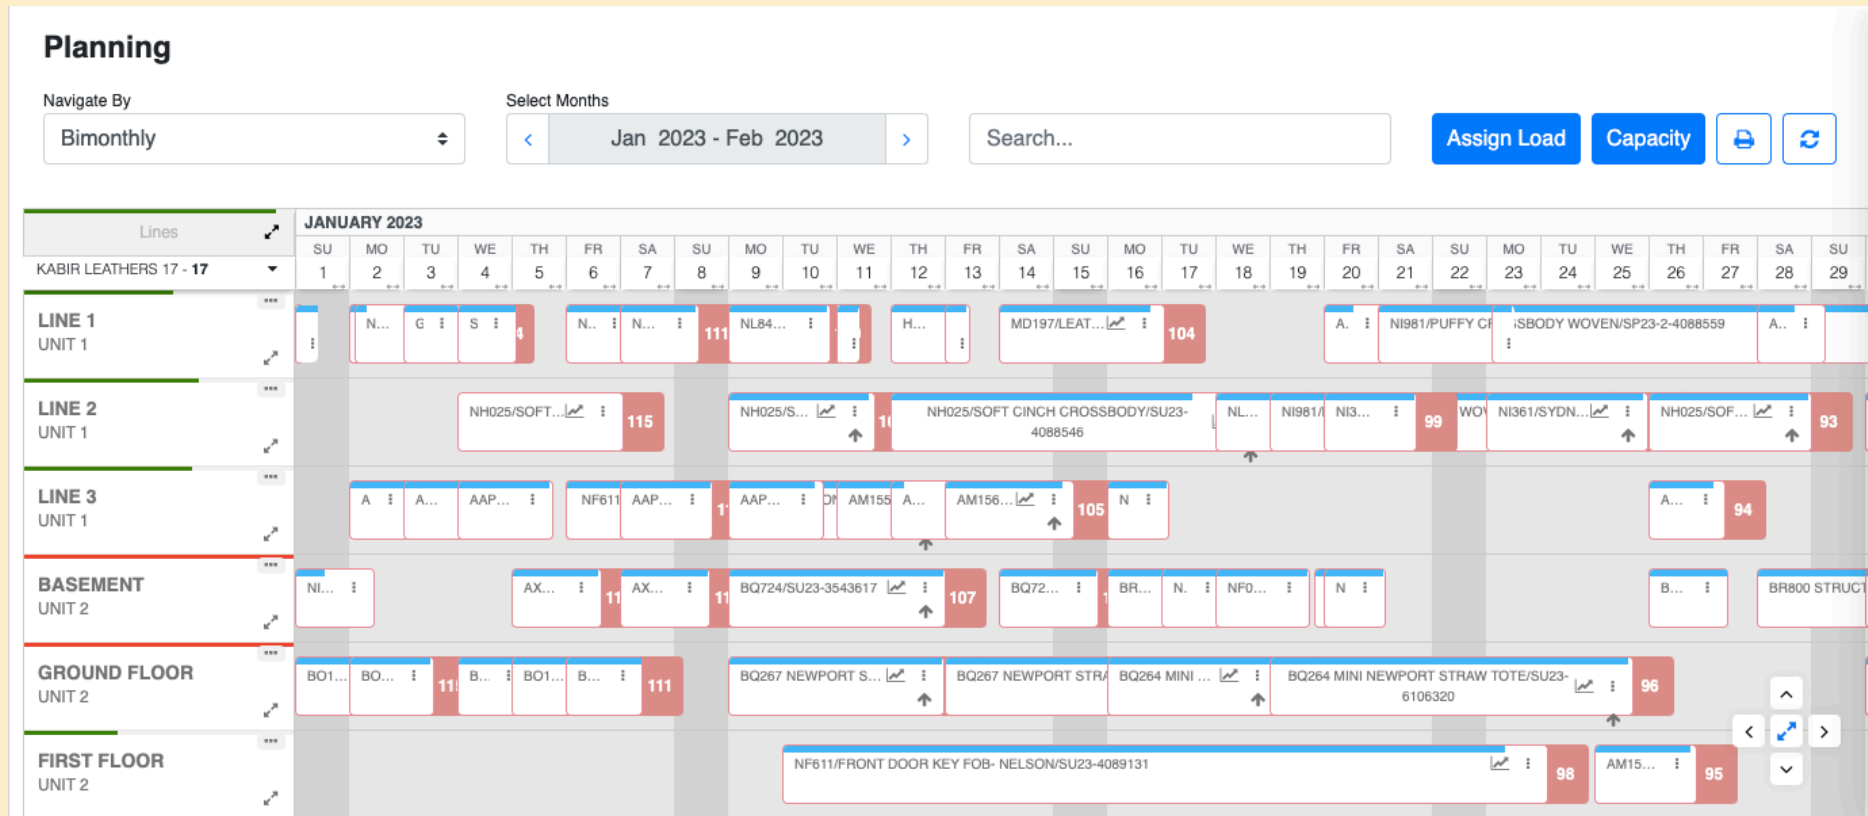 Planning
Navigate By
Select Months
Bimonthly
Jan 2023 - Feb 2023
Search...
Assign Load
Capacity
Lines
JANUARY 2023
SU MO TU WE TH FR SA SU MO TU WE TH FR SA SU MO TU WE TH FR SA SU MO TU WE TH FR SA SU
KABIR LEATHERS 17 - 17
1 2 3 4 5 6 7 8 9 10 11 12 13 14 15 16 17 18 19 20 21 22 23 24 25 26 27 28 29
LINE 1
UNIT 1
N... G S 4 N.. N... 111 NL84... H... MD197/LEAT... 104 A. NI981/PUFFY SSBODY WOVEN/SP23-2-4088559 A..
LINE 2
UNIT 1
NH025/SOFT... 115 NH025/S... NH025/SOFT CINCH CROSSBODY/SU23-
4088546
NL... NI981/ NI3... 99 NI361/SYDN... NH025/SOF... 93
LINE 3
UNIT 1
A A... AAP... NF611 AAP... AAP... AM155 A... AM156... 105 N A... 94
BASEMENT
UNIT 2
NI... AX... 11 AX... 11 BQ724/SU23-3543617 107 BQ72... BR... N. NF0... N B... BR800 STRUCT
GROUND FLOOR
UNIT 2
BO1... BO... B... BO1... B... 111 BQ267 NEWPORT S... BQ267 NEWPORT STRA BQ264 MINI ... BQ264 MINI NEWPORT STRAW TOTE/SU23-
6106320
96
FIRST FLOOR
UNIT 2
NF611/FRONT DOOR KEY FOB- NELSON/SU23-4089131 98 AM15... 95